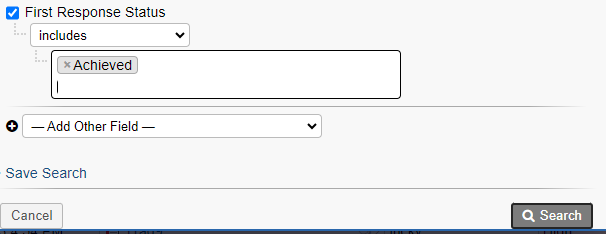 First Response Status
includes
×Achieved
— Add Other Field —
Save Search
Cancel
Search